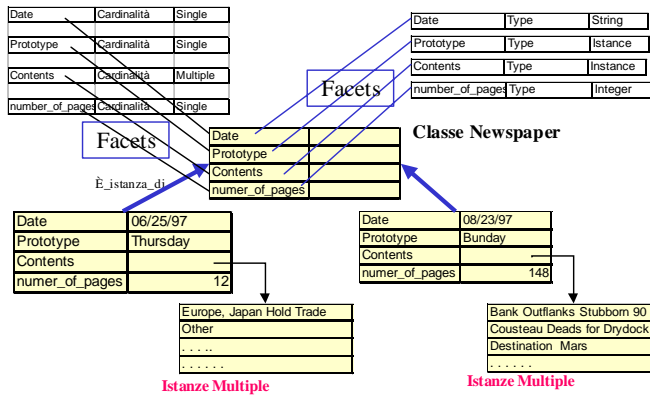 Date Cardinalità Single
Prototype Cardinalità Single
Contents Cardinalità Multiple
number_of_pages Cardinalità Single
Date Type String
Prototype Type Istance
Contents Type Instance
number_of_pages Type Integer
Facets
Facets
Classe Newspaper
Date
Prototype
Contents
numer_of_pages
È_istanza_di
Date 06/25/97
Prototype Thursday
Contents
numer_of_pages 12
Date 08/23/97
Prototype Bunday
Contents
numer_of_pages 148
Europe, Japan Hold Trade
Other
. . . ..
. . . . . .
Istanze Multiple
Bank Outflanks Stubborn 90
Cousteau Deads for Drydock
Destination Mars
. . . . . .
Istanze Multiple